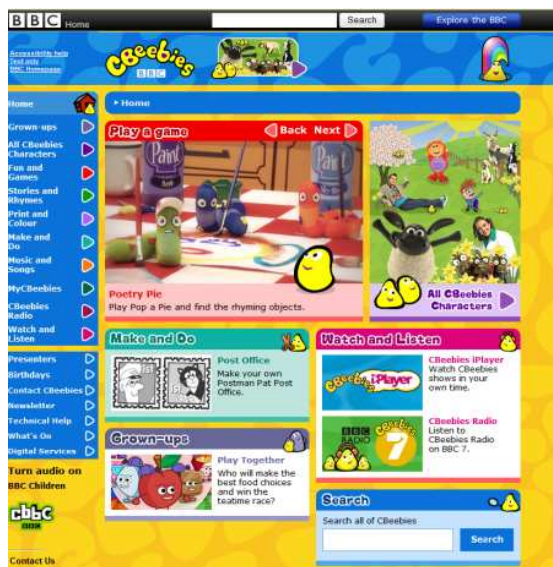 BBC Home
Search
Explore the BBC
Accessibility help
Text only
BBC Homepage
CBeebies
BBC
Home
Grown-ups
All CBeebies
Characters
Fun and
Games
Stories and
Rhymes
Print and
Colour
Make and
Do
Music and
Songs
MyCBeebies
CBeebies
Radio
Watch and
Listen
Presenters
Birthdays
Contact CBeebies
Newsletter
Technical Help
What's On
Digital Services
Turn audio on
BBC Children
cbbc
BBC
Contact Us
Home
Play a game
Back Next
Paint
Paint
Poetry Pie
Play Pop a Pie and find the rhyming objects.
All CBeebies
Characters
Make and Do
1st
1st
Post Office
Make your own
Postman Pat Post
Office.
Grown-ups
Play Together
Who will make the
best food choices
and win the
teatime race?
Watch and Listen
CBeebies iPlayer
CBeebies iPlayer
Watch CBeebies
shows in your
own time.
BBC
RADIO
7
CBeebies
CBeebies Radio
Listen to
CBeebies Radio
on BBC 7.
Search
Search all of CBeebies
Search